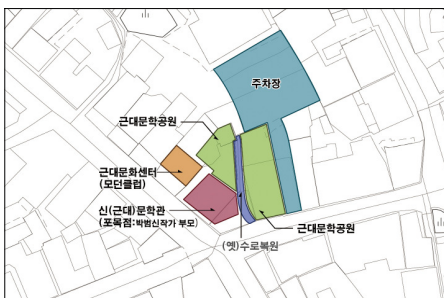 주차장
근대문학공원
근대문화센터
(모던클럽)
신(근대)문학관
(포목점:박범신작가 부모)
(옛)수로복원
근대문학공원